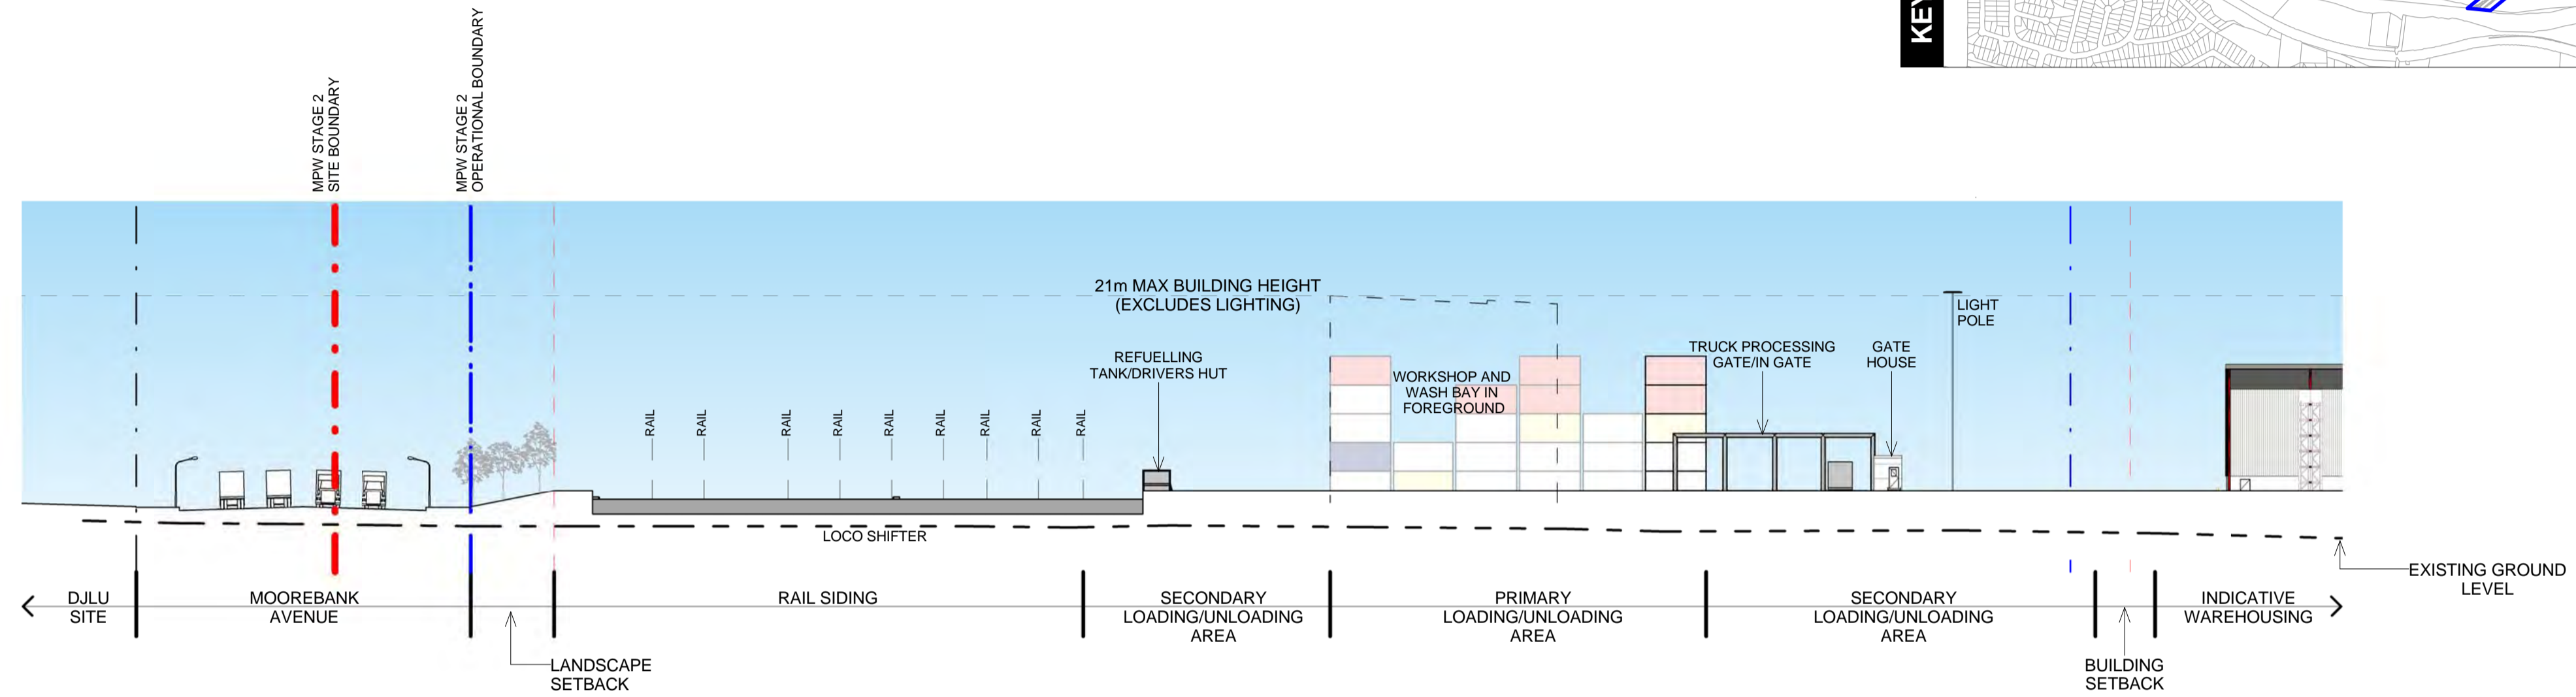 KEY
MPW STAGE 2
SITE BOUNDARY
MPW STAGE 2
OPERATIONAL BOUNDARY
21m MAX BUILDING HEIGHT
(EXCLUDES LIGHTING)
LIGHT
POLE
REFUELLING
TANK/DRIVERS HUT
WORKSHOP AND
WASH BAY IN
FOREGROUND
TRUCK PROCESSING
GATE/IN GATE
GATE
HOUSE
RAIL
RAIL
RAIL
RAIL
RAIL
RAIL
RAIL
RAIL
RAIL
LOCO SHIFTER
EXISTING GROUND
LEVEL
DJLU
SITE
MOOREBANK
AVENUE
LANDSCAPE
SETBACK
RAIL SIDING
SECONDARY
LOADING/UNLOADING
AREA
PRIMARY
LOADING/UNLOADING
AREA
SECONDARY
LOADING/UNLOADING
AREA
BUILDING
SETBACK
INDICATIVE
WAREHOUSING